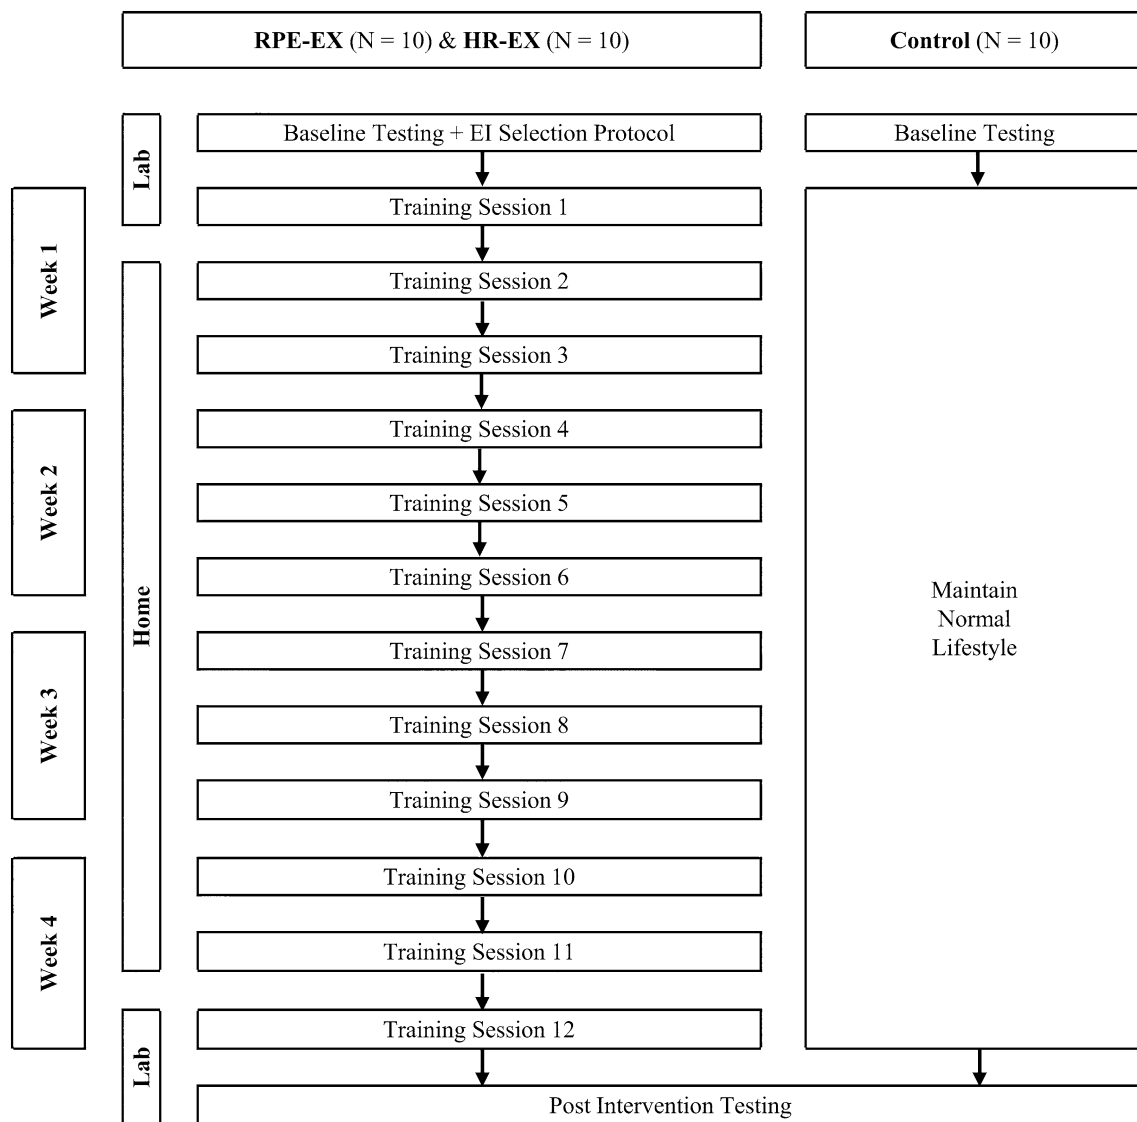 RPE-EX (N = 10) & HR-EX (N = 10)
Control (N = 10)
Lab
Baseline Testing + EI Selection Protocol
Baseline Testing
Week 1
Training Session 1
Home
Training Session 2
Training Session 3
Week 2
Training Session 4
Training Session 5
Training Session 6
Week 3
Training Session 7
Training Session 8
Training Session 9
Week 4
Training Session 10
Training Session 11
Lab
Training Session 12
Maintain
Normal
Lifestyle
Post Intervention Testing